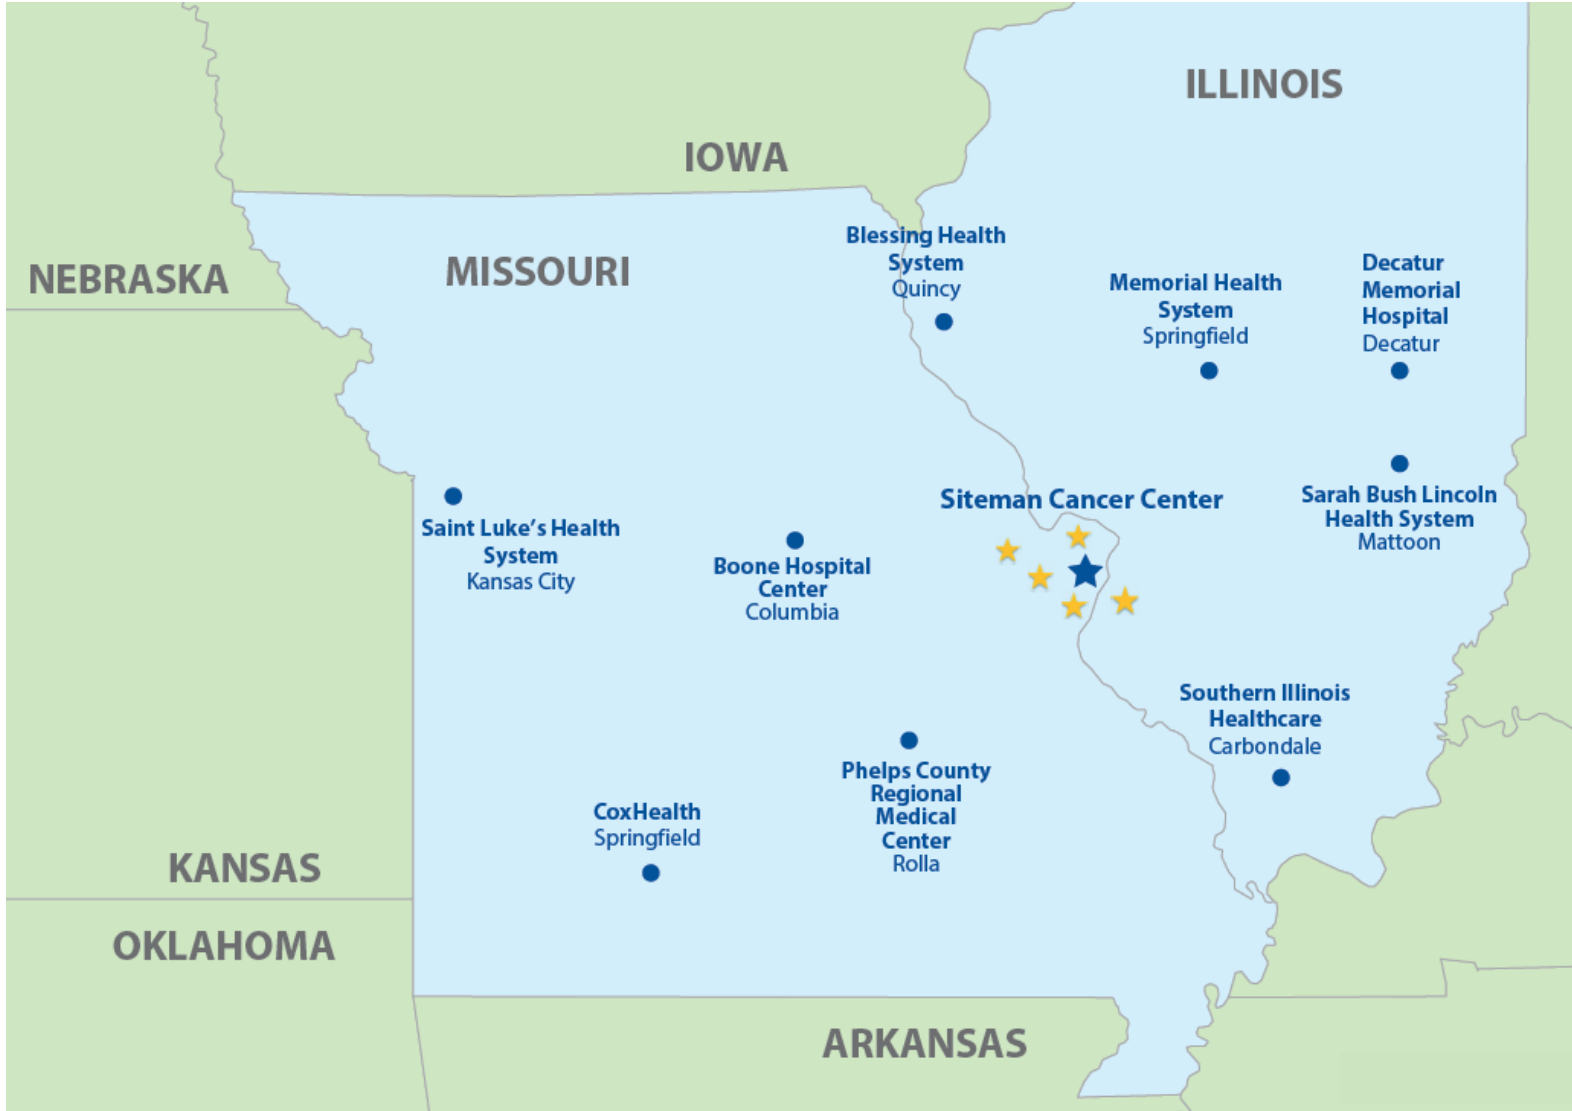 ILLINOIS
IOWA
Blessing Health
System
Quincy
NEBRASKA
MISSOURI
Memorial Health
System
Springfield
Decatur
Memorial
Hospital
Decatur
Siteman Cancer Center
Sarah Bush Lincoln
Health System
Mattoon
Saint Luke's Health
System
Kansas City
Boone Hospital
Center
Columbia
Southern Illinois
Healthcare
Carbondale
Phelps County
Regional
Medical
Center
Rolla
CoxHealth
Springfield
KANSAS
OKLAHOMA
ARKANSAS